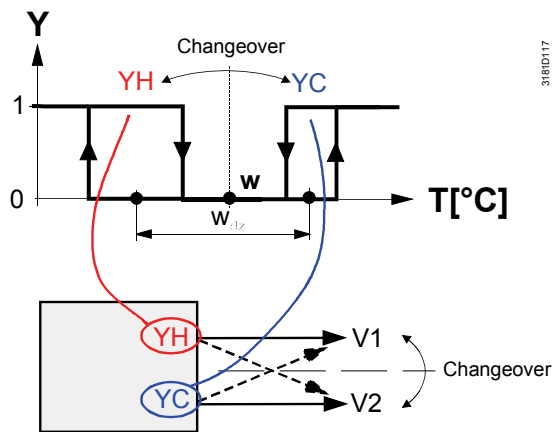 Y
Changeover
YH
YC
3181D117
1
0
w
T[°C]
w dz
YH
V1
Changeover
YC
V2